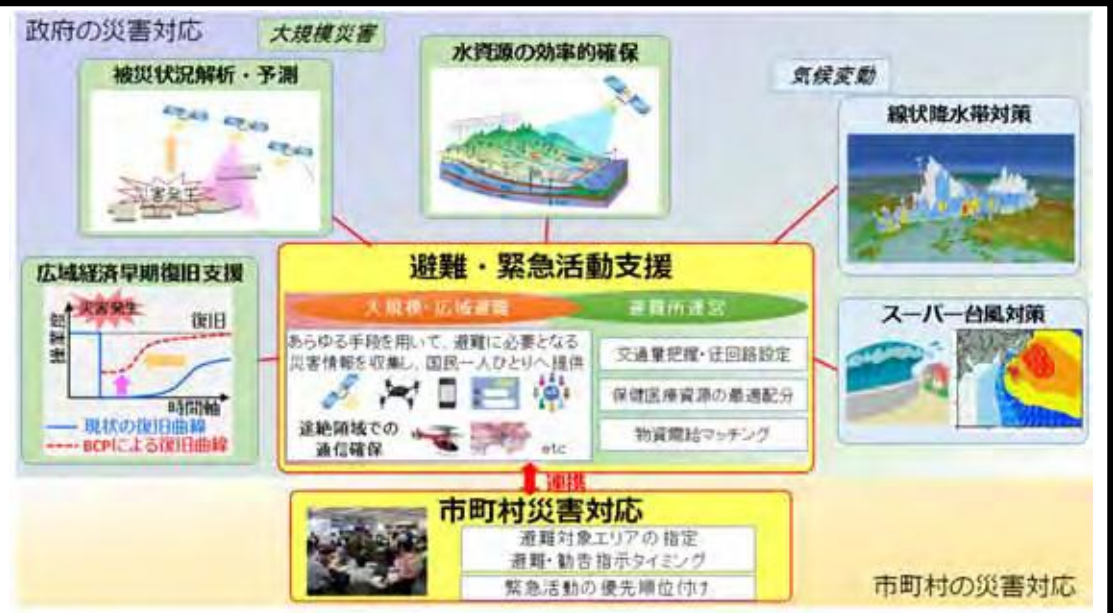 政府の災害対応
大規模災害
被災状況解析・予測
災害発生
水資源の効率的確保
気候変動
線状降水帯対策
広域経済早期復旧支援
災害発生
復旧
操業度
時間軸
現状の復旧曲線
BCPによる復旧曲線
避難・緊急活動支援
大規模・広域避難
避難所運営
あらゆる手段を用いて、避難に必要となる
災害情報を収集し、国民一人ひとりへ提供
途絶領域での
通信確保
etc
交通量把握・迂回路設定
保健医療資源の最適配分
物資需給マッチング
スーパー台風対策
連携
市町村災害対応
避難対象エリアの指定
避難・勧告指示タイミング
緊急活動の優先順位付け
市町村の災害対応